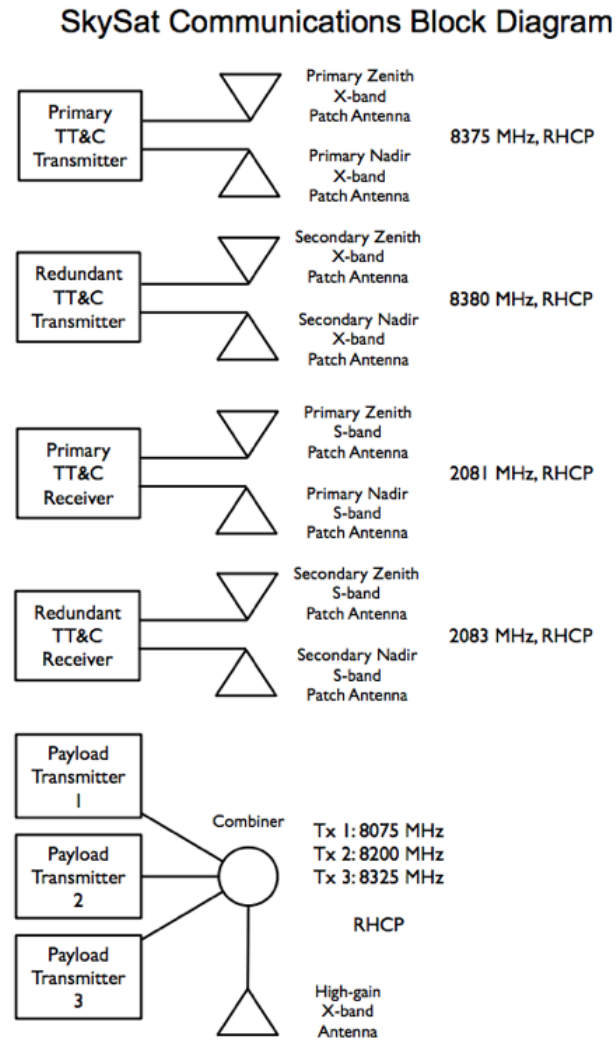 SkySat Communications Block Diagram
Primary
TT&C
Transmitter
Primary Zenith
X-band
Patch Antenna
Primary Nadir
X-band
Patch Antenna
8375 MHz, RHCP
Redundant
TT&C
Transmitter
Secondary Zenith
X-band
Patch Antenna
Secondary Nadir
X-band
Patch Antenna
8380 MHz, RHCP
Primary
TT&C
Receiver
Primary Zenith
S-band
Patch Antenna
Primary Nadir
S-band
Patch Antenna
2081 MHz, RHCP
Redundant
TT&C
Receiver
Secondary Zenith
S-band
Patch Antenna
Secondary Nadir
S-band
Patch Antenna
2083 MHz, RHCP
Payload
Transmitter
1
Payload
Transmitter
2
Payload
Transmitter
3
Combiner
Tx 1: 8075 MHz
Tx 2: 8200 MHz
Tx 3: 8325 MHz
RHCP
High-gain
X-band
Antenna